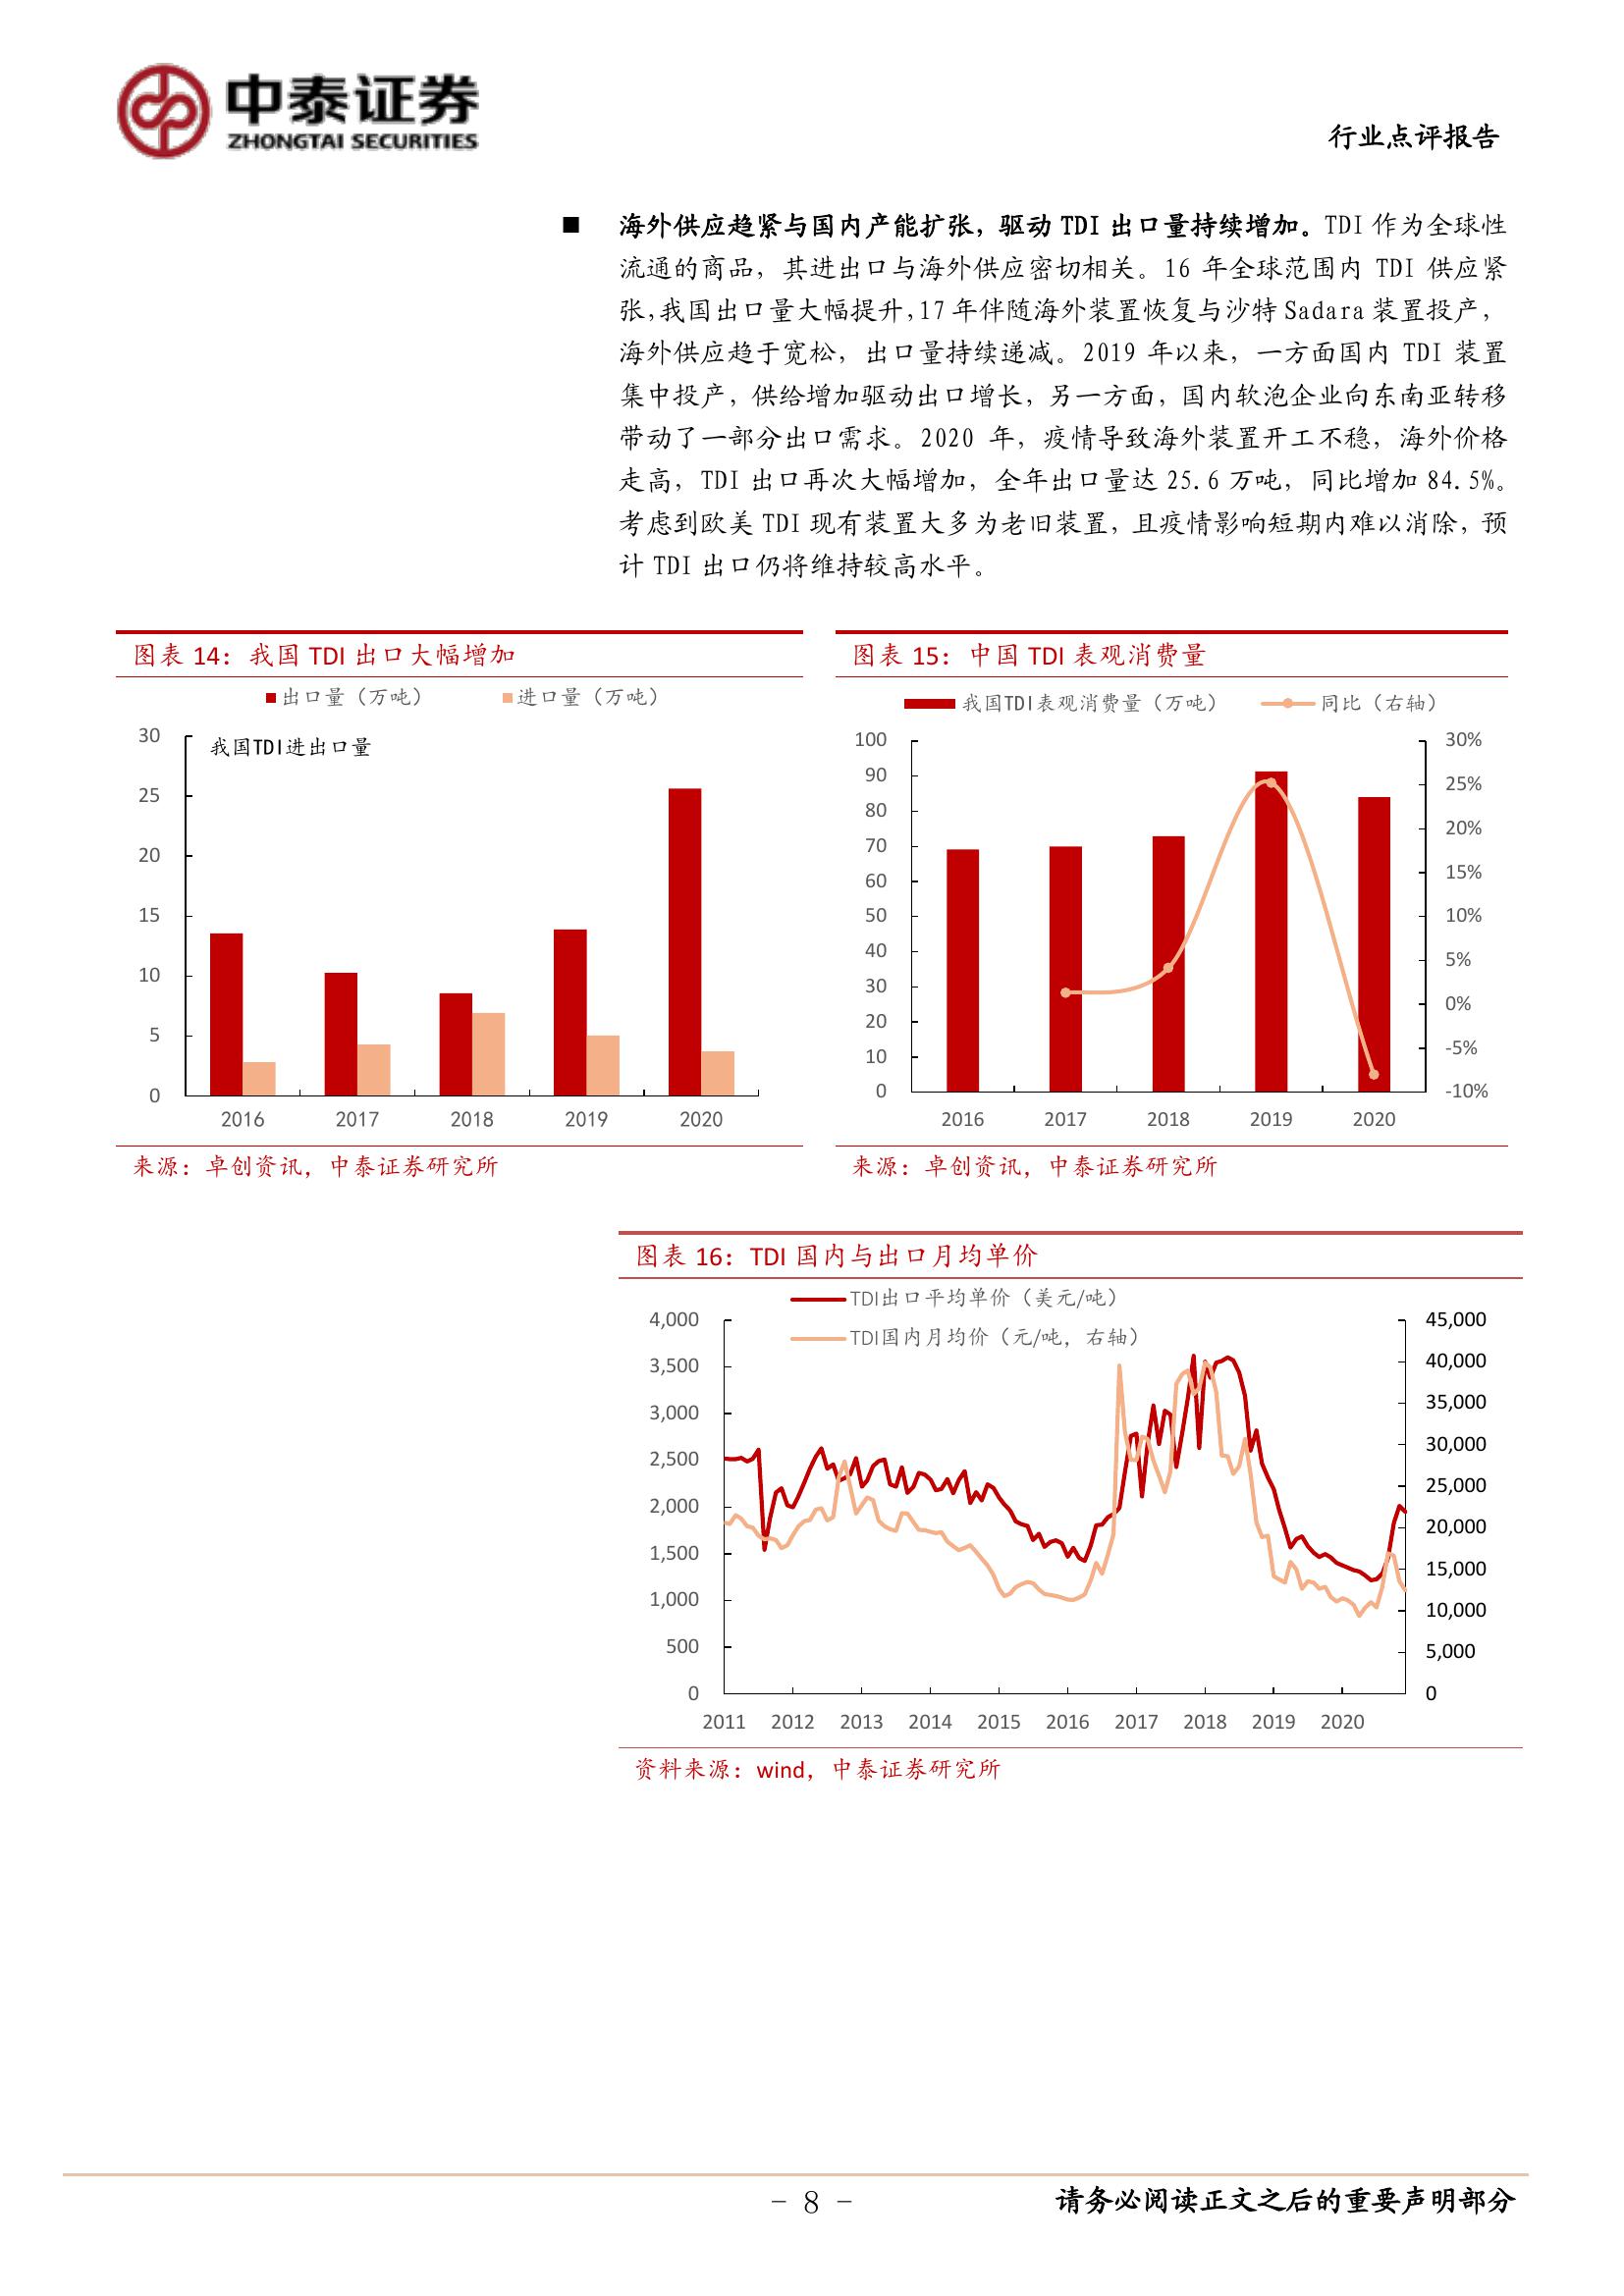 中泰证券
ZHONGTAI SECURITIES
行业点评报告
■ 海外供应趋紧与国内产能扩张，驱动 TDI 出口量持续增加。TDI 作为全球性
流通的商品，其进出口与海外供应密切相关。16 年全球范围内 TDI 供应紧
张，我国出口量大幅提升，17 年伴随海外装置恢复与沙特 Sadara 装置投产，
海外供应趋于宽松，出口量持续递减。2019 年以来，一方面国内 TDI 装置
集中投产，供给增加驱动出口增长，另一方面，国内软泡企业向东南亚转移
带动了一部分出口需求。2020 年，疫情导致海外装置开工不稳，海外价格
走高，TDI 出口再次大幅增加，全年出口量达 25.6 万吨，同比增加 84.5%。
考虑到欧美 TDI 现有装置大多为老旧装置，且疫情影响短期内难以消除，预
计 TDI 出口仍将维持较高水平。
图表 14：我国 TDI 出口大幅增加
出口量（万吨） 进口量（万吨）
我国TDI进出口量
30
25
20
15
10
5
0
2016 2017 2018 2019 2020
来源：卓创资讯，中泰证券研究所
图表 15：中国 TDI 表观消费量
我国TDI表观消费量（万吨） 同比（右轴）
100
90
80
70
60
50
40
30
20
10
0
30%
25%
20%
15%
10%
5%
0%
-5%
-10%
2016 2017 2018 2019 2020
来源：卓创资讯，中泰证券研究所
图表 16：TDI 国内与出口月均单价
TDI出口平均单价（美元/吨）
TDI国内月均价（元/吨，右轴）
4,000
3,500
3,000
2,500
2,000
1,500
1,000
500
0
45,000
40,000
35,000
30,000
25,000
20,000
15,000
10,000
5,000
0
2011 2012 2013 2014 2015 2016 2017 2018 2019 2020
资料来源：wind，中泰证券研究所
- 8 -
请务必阅读正文之后的重要声明部分